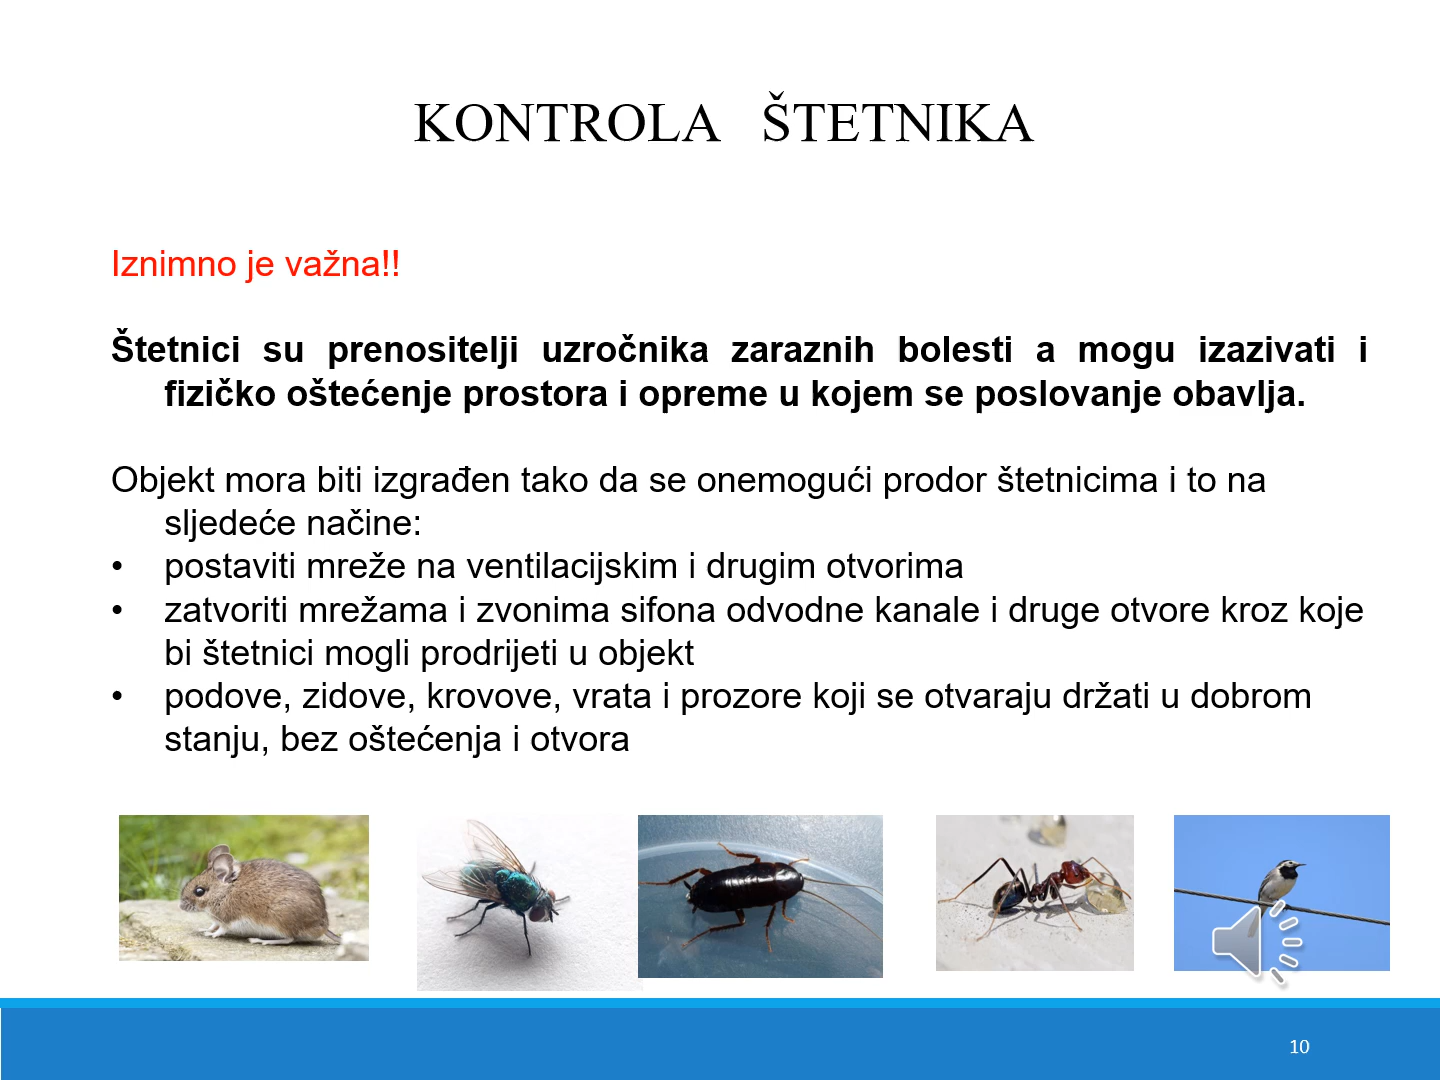 KONTROLA ŠTETNIKA
Iznimno je važna!!
Štetnici su prenositelji uzročnika zaraznih bolesti a mogu izazivati i
fizičko oštećenje prostora i opreme u kojem se poslovanje obavlja.
Objekt mora biti izgrađen tako da se onemogući prodor štetnicima i to na
sljedeće načine:
• postaviti mreže na ventilacijskim i drugim otvorima
• zatvoriti mrežama i zvonima sifona odvodne kanale i druge otvore kroz koje
bi štetnici mogli prodrijeti u objekt
• podove, zidove, krovove, vrata i prozore koji se otvaraju držati u dobrom
stanju, bez oštećenja i otvora
10